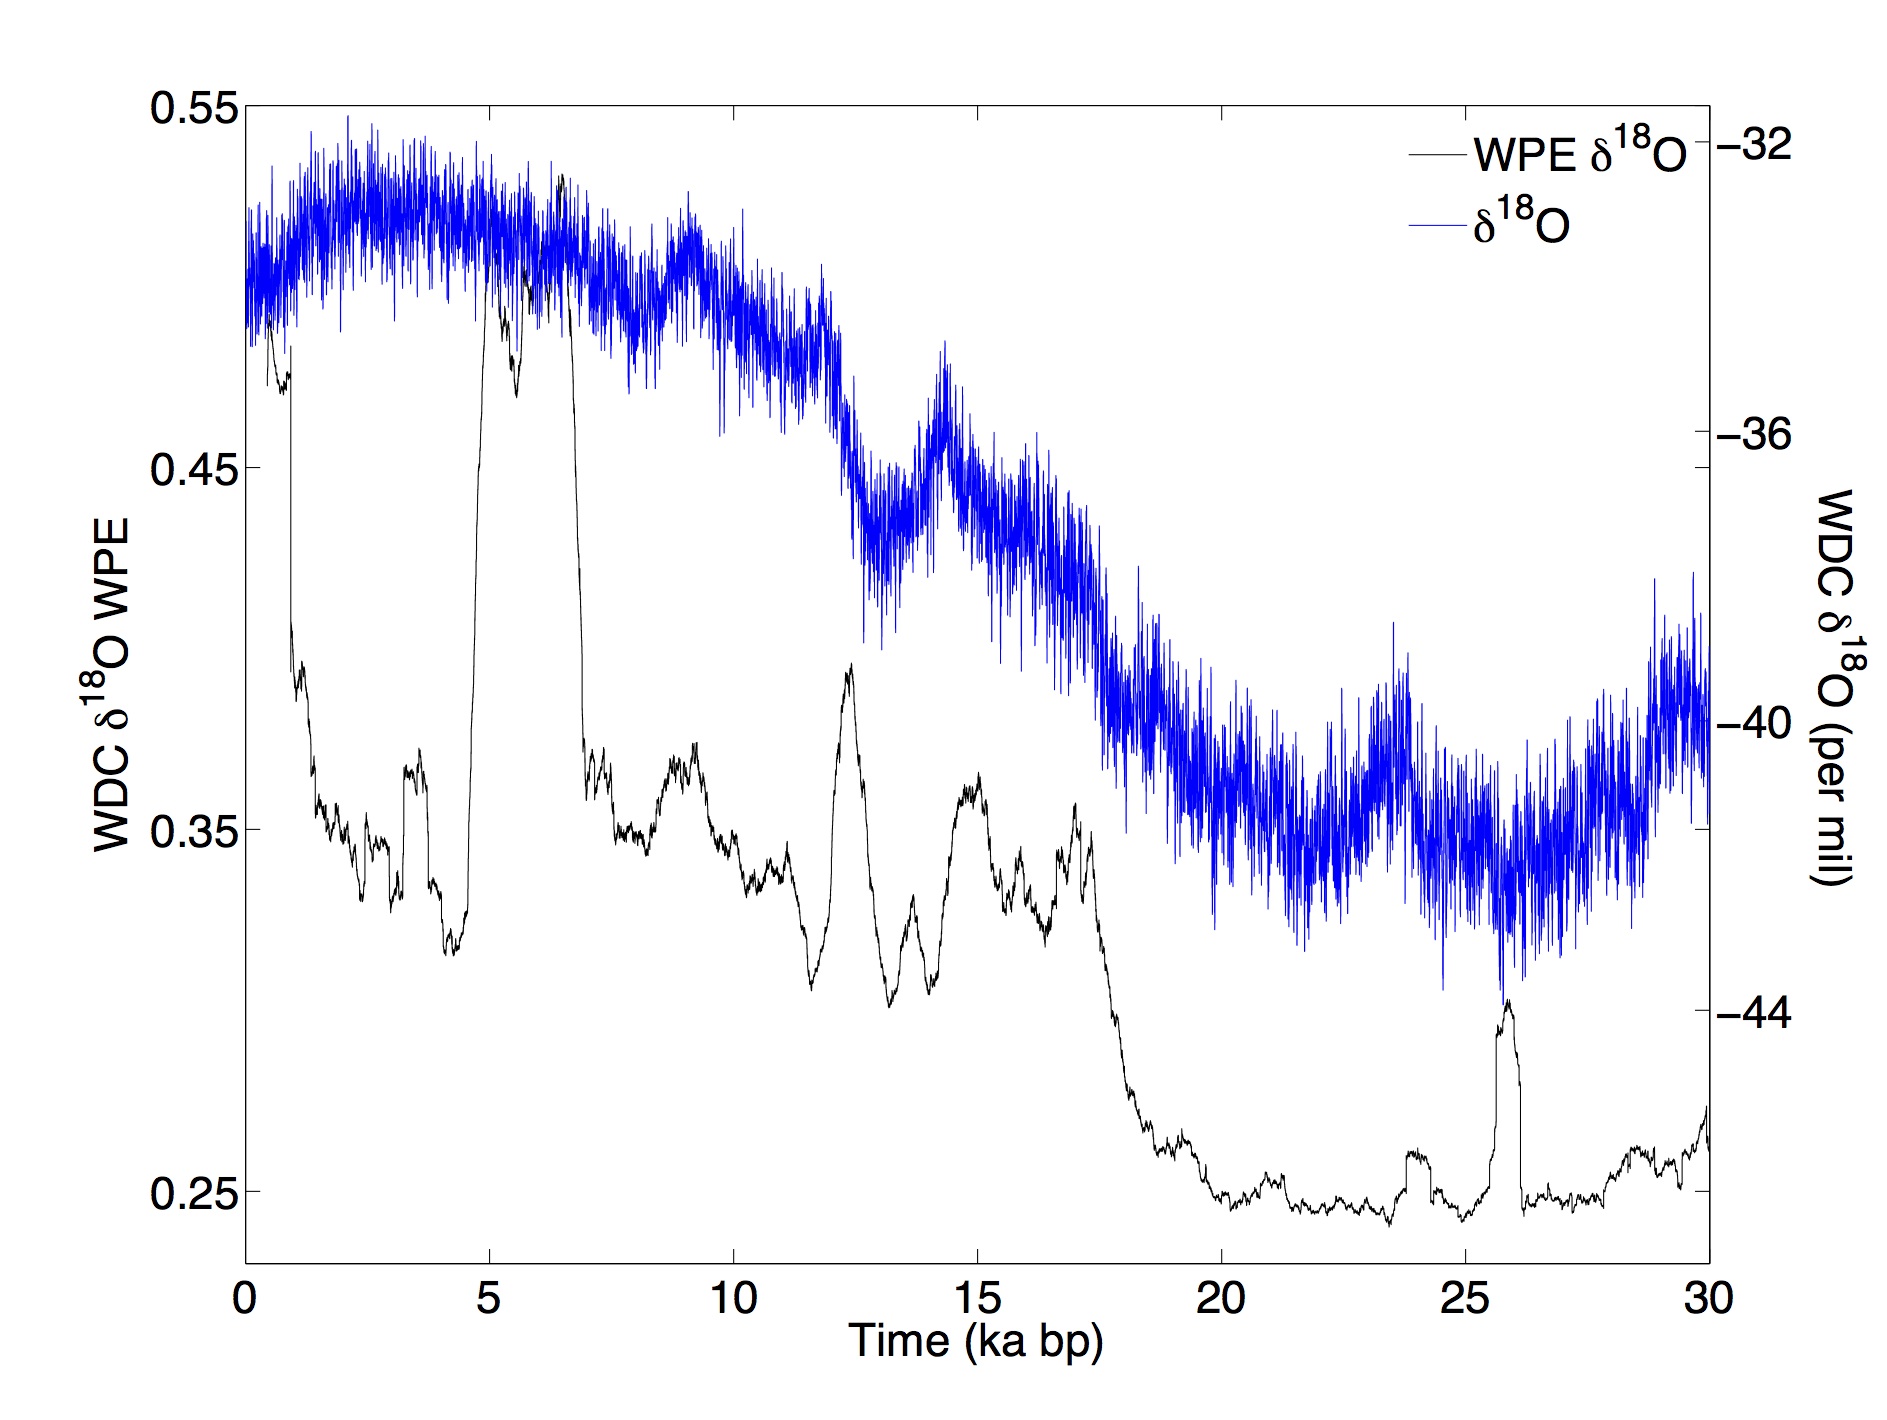 0.55
0.45
0.35
0.25
WDC δ18O WPE
WPE δ18O
δ18O
−32
−36
−40
−44
WDC δ18O (per mil)
0 5 10 15 20 25 30
Time (ka bp)